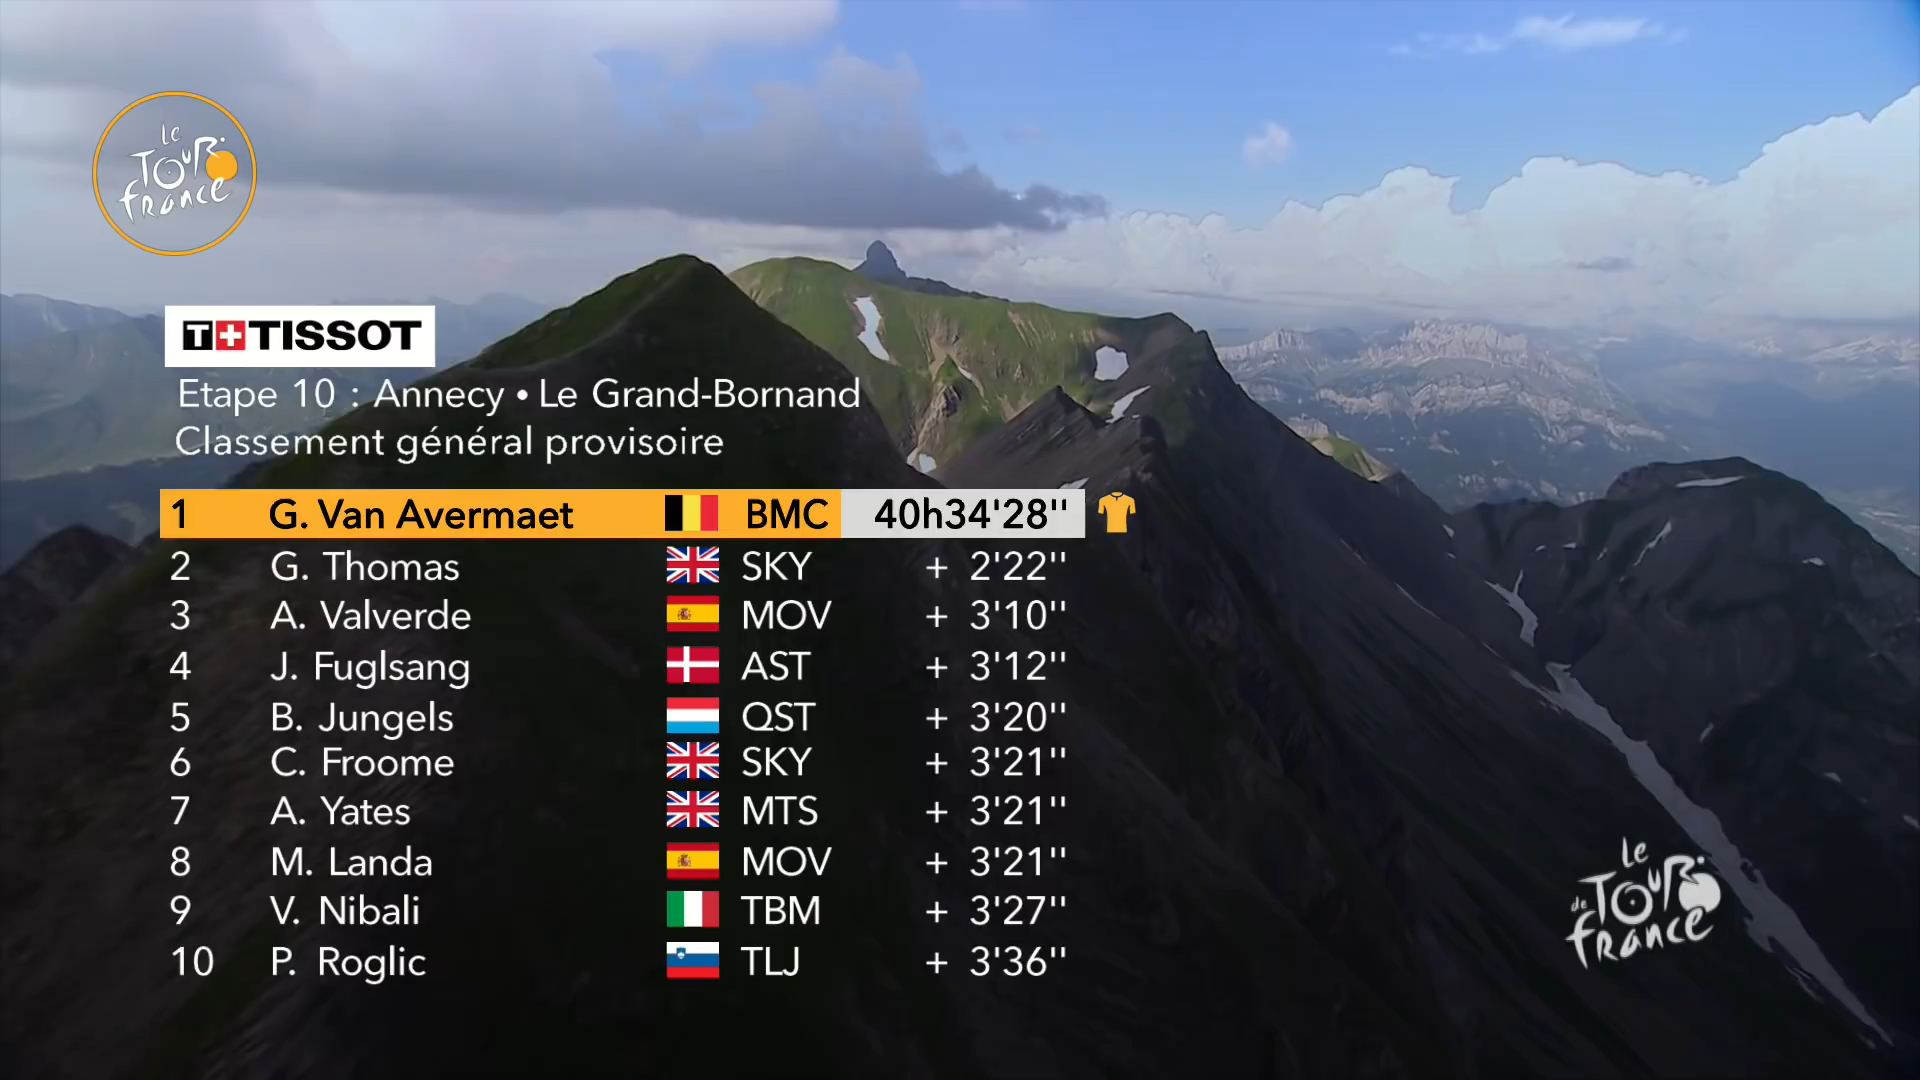 Le
Tour
de
france
T+TISSOT
Etape 10 : Annecy • Le Grand-Bornand
Classement général provisoire
1 G. Van Avermaet BMC 40h34'28''
2 G. Thomas SKY + 2'22''
3 A. Valverde MOV + 3'10''
4 J. Fuglsang AST + 3'12''
5 B. Jungels QST + 3'20''
6 C. Froome SKY + 3'21''
7 A. Yates MTS + 3'21''
8 M. Landa MOV + 3'21''
9 V. Nibali TBM + 3'27''
10 P. Roglic TLJ + 3'36''
Le
de Tour
france